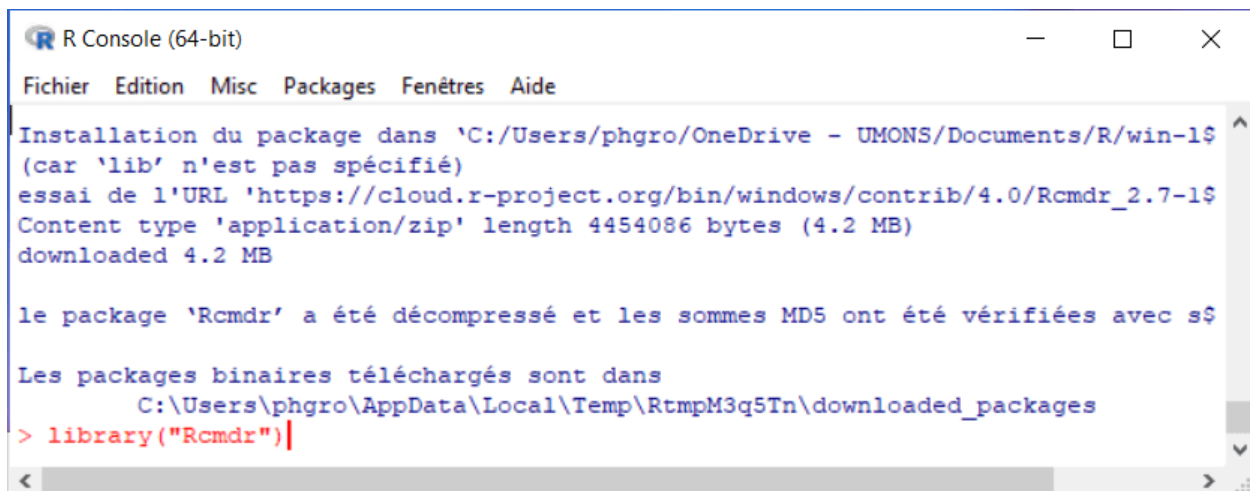 R Console (64-bit)
Fichier Edition Misc Packages Fenêtres Aide
Installation du package dans ‘C:/Users/phgro/OneDrive - UMONS/Documents/R/win-l$
(car ‘lib’ n'est pas spécifié)
essai de l'URL 'https://cloud.r-project.org/bin/windows/contrib/4.0/Rcmdr_2.7-1$
Content type 'application/zip' length 4454086 bytes (4.2 MB)
downloaded 4.2 MB
le package ‘Rcmdr’ a été décompressé et les sommes MD5 ont été vérifiées avec s$
Les packages binaires téléchargés sont dans
C:\Users\phgro\AppData\Local\Temp\RtmpM3q5Tn\downloaded_packages
> library("Rcmdr")